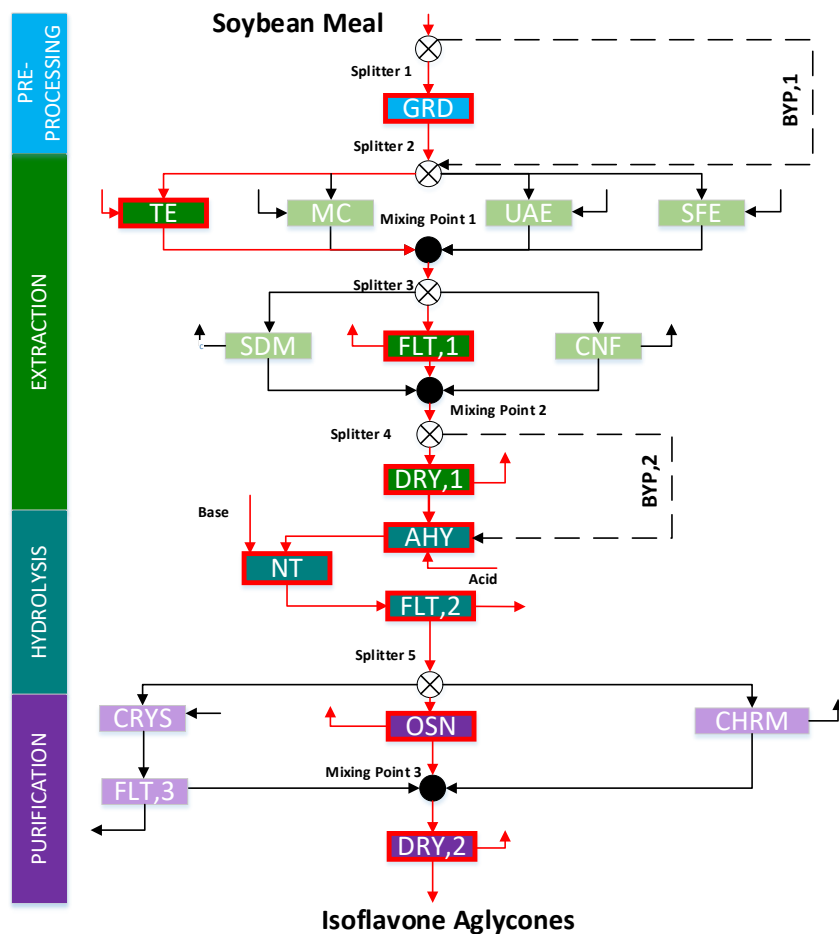 Soybean Meal
PRE-
PROCESSING
Splitter 1
GRD
BYP,1
Splitter 2
EXTRACTION
TE
MC
UAE
SFE
Mixing Point 1
Splitter 3
SDM
FLT,1
CNF
c
Mixing Point 2
Splitter 4
DRY,1
BYP,2
HYDROLYSIS
Base
AHY
NT
Acid
FLT,2
Splitter 5
PURIFICATION
CRYS
OSN
CHRM
Mixing Point 3
FLT,3
DRY,2
Isoflavone Aglycones